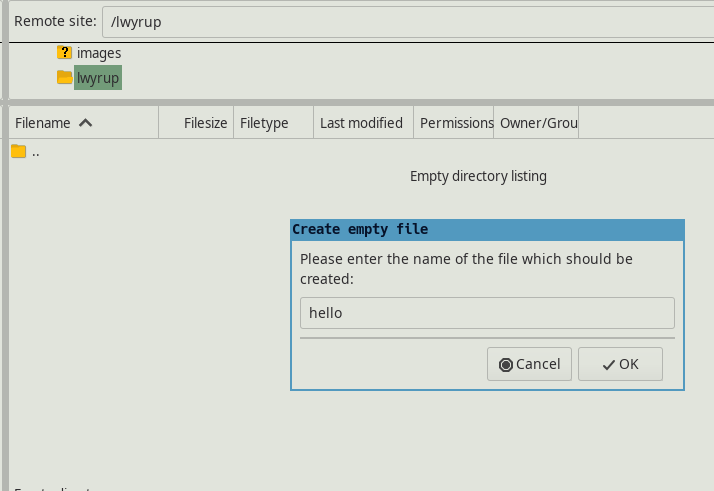 Remote site: /lwyrup
images
lwyrup
Filename Filesize Filetype Last modified Permissions Owner/Grou
..
Empty directory listing
Create empty file
Please enter the name of the file which should be
created:
hello
Cancel OK